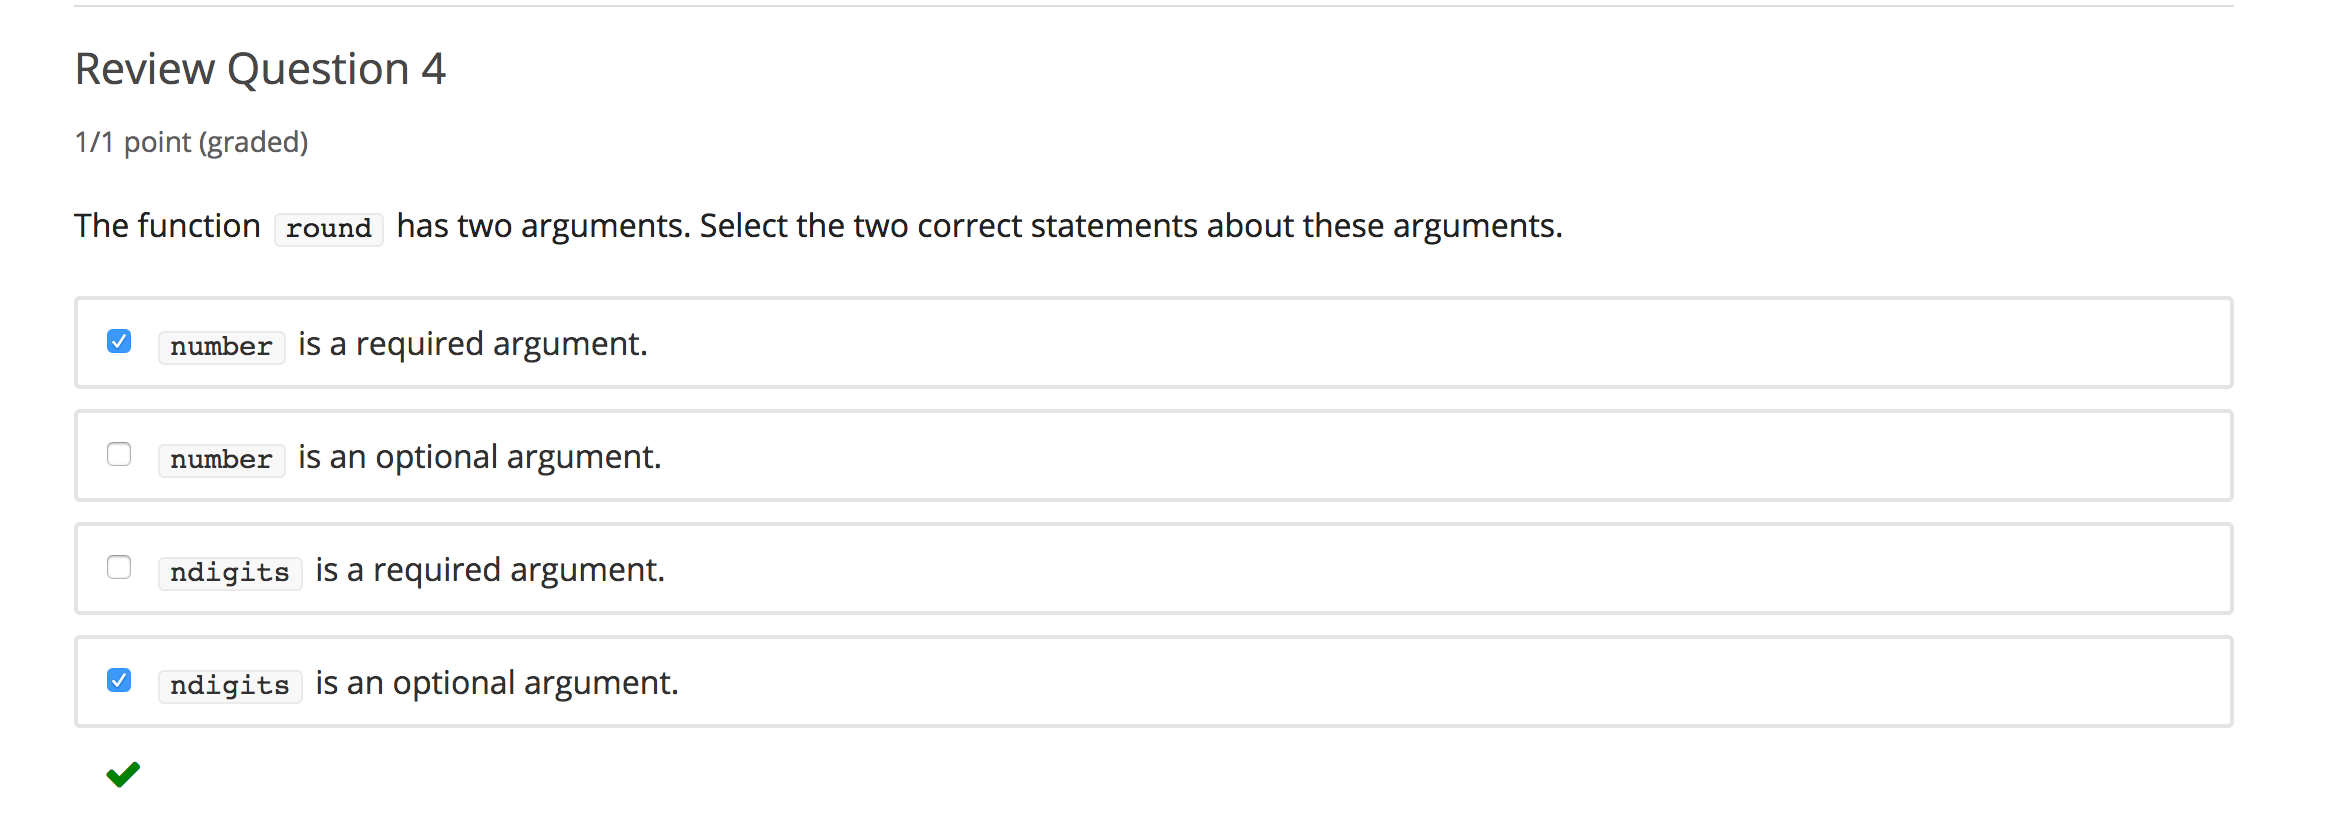 Review Question 4
1/1 point (graded)
The function round has two arguments. Select the two correct statements about these arguments.
number is a required argument.
number is an optional argument.
ndigits is a required argument.
ndigits is an optional argument.